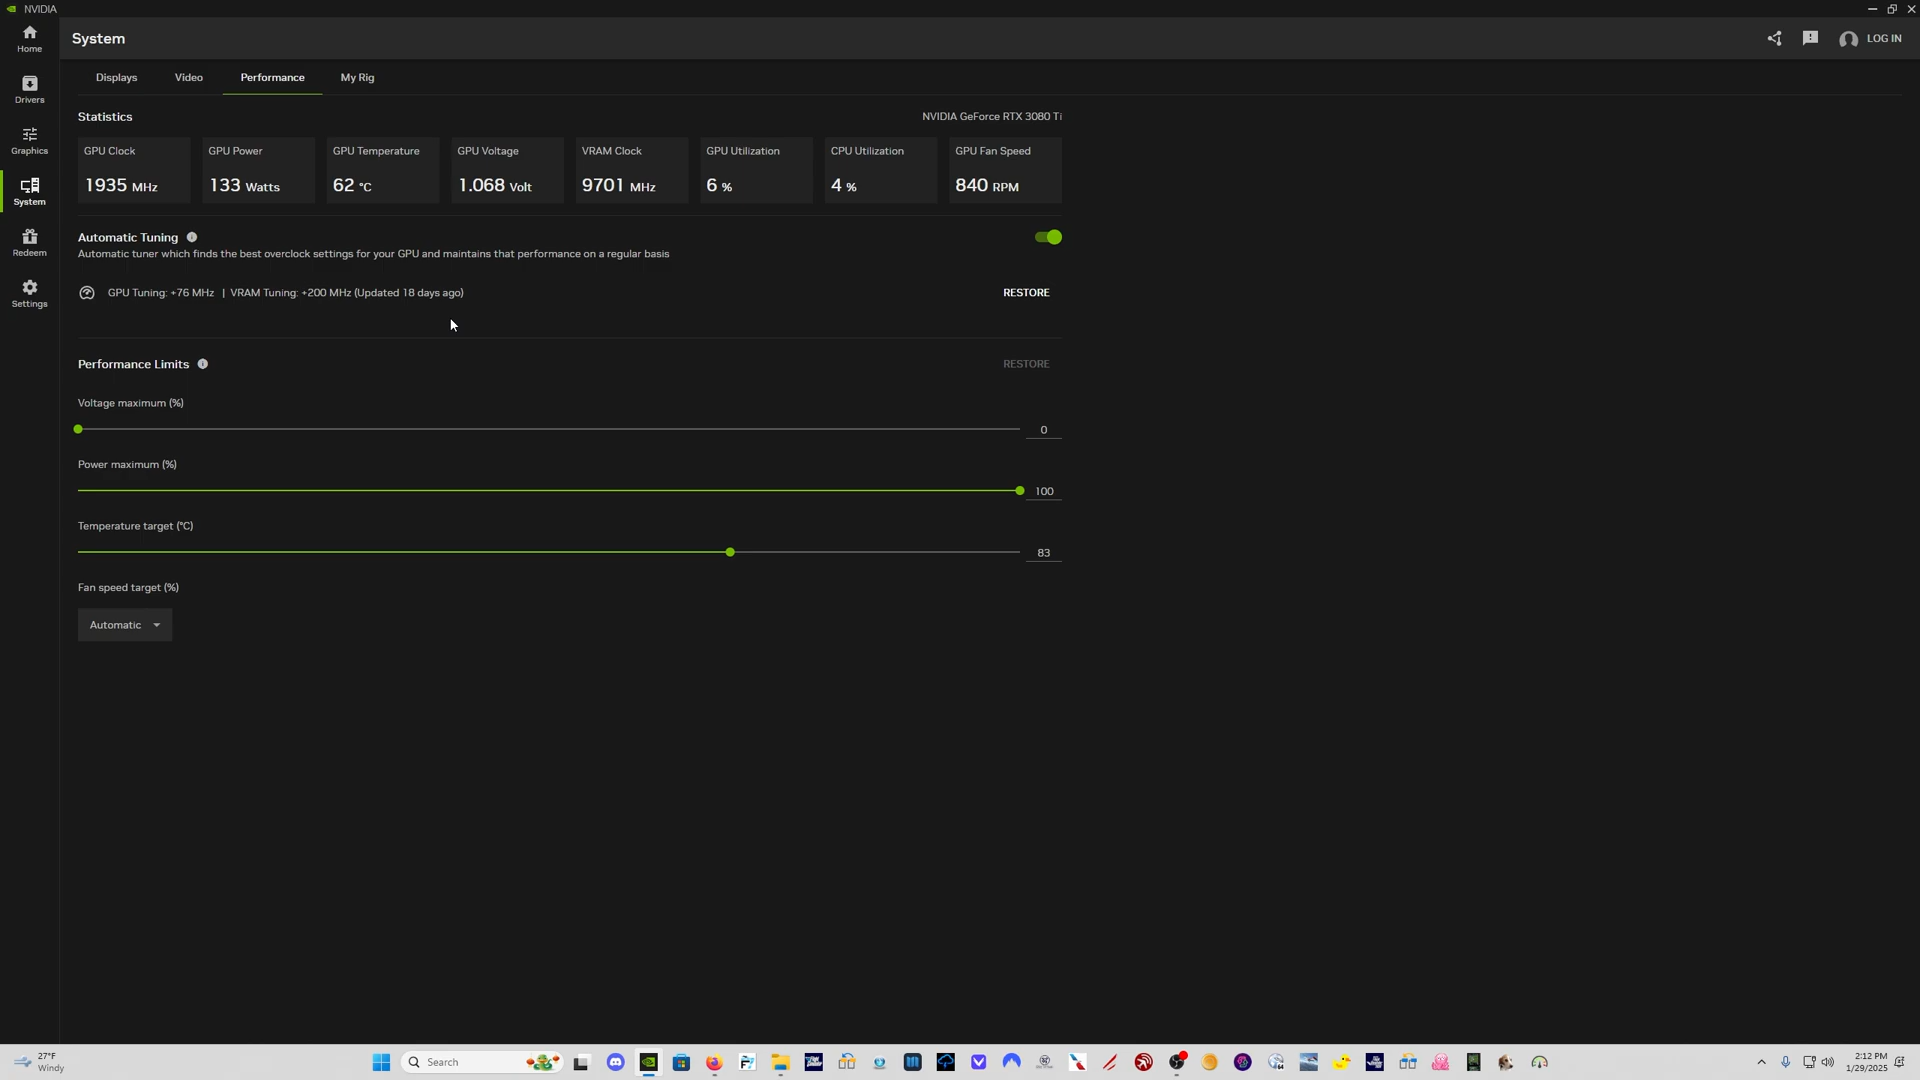 NVIDIA
Home
System
LOG IN
Drivers
Displays
Video
Performance
My Rig
Statistics
NVIDIA GeForce RTX 3080 Ti
Graphics
GPU Clock
GPU Power
GPU Temperature
GPU Voltage
VRAM Clock
GPU Utilization
CPU Utilization
GPU Fan Speed
1935 MHz
133 Watts
62 °C
1.068 Volt
9701 MHz
6 %
4 %
840 RPM
System
Automatic Tuning
Automatic tuner which finds the best overclock settings for your GPU and maintains that performance on a regular basis
Redeem
GPU Tuning: +76 MHz | VRAM Tuning: +200 MHz (Updated 18 days ago)
RESTORE
Settings
Performance Limits
RESTORE
Voltage maximum (%)
0
Power maximum (%)
100
Temperature target (°C)
83
Fan speed target (%)
Automatic
27°F
Windy
Search
2:12 PM
1/29/2025